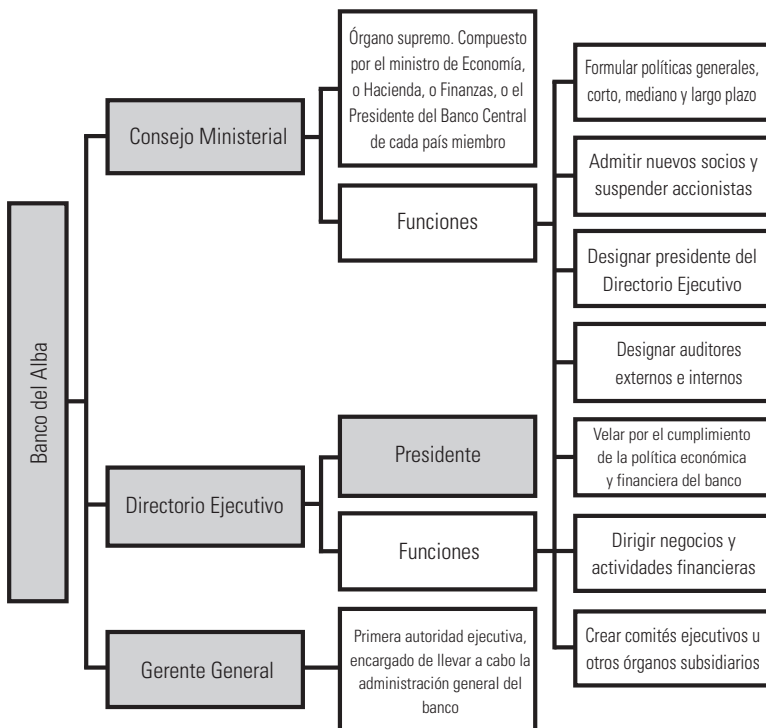 Banco del Alba
Consejo Ministerial
Órgano supremo. Compuesto
por el ministro de Economía,
o Hacienda, o Finanzas, o el
Presidente del Banco Central
de cada país miembro
Funciones
Formular políticas generales,
corto, mediano y largo plazo
Admitir nuevos socios y
suspender accionistas
Designar presidente del
Directorio Ejecutivo
Designar auditores
externos e internos
Directorio Ejecutivo
Presidente
Funciones
Velar por el cumplimiento
de la política económica
y financiera del banco
Dirigir negocios y
actividades financieras
Crear comités ejecutivos u
otros órganos subsidiarios
Gerente General
Primera autoridad ejecutiva,
encargado de llevar a cabo la
administración general del
banco